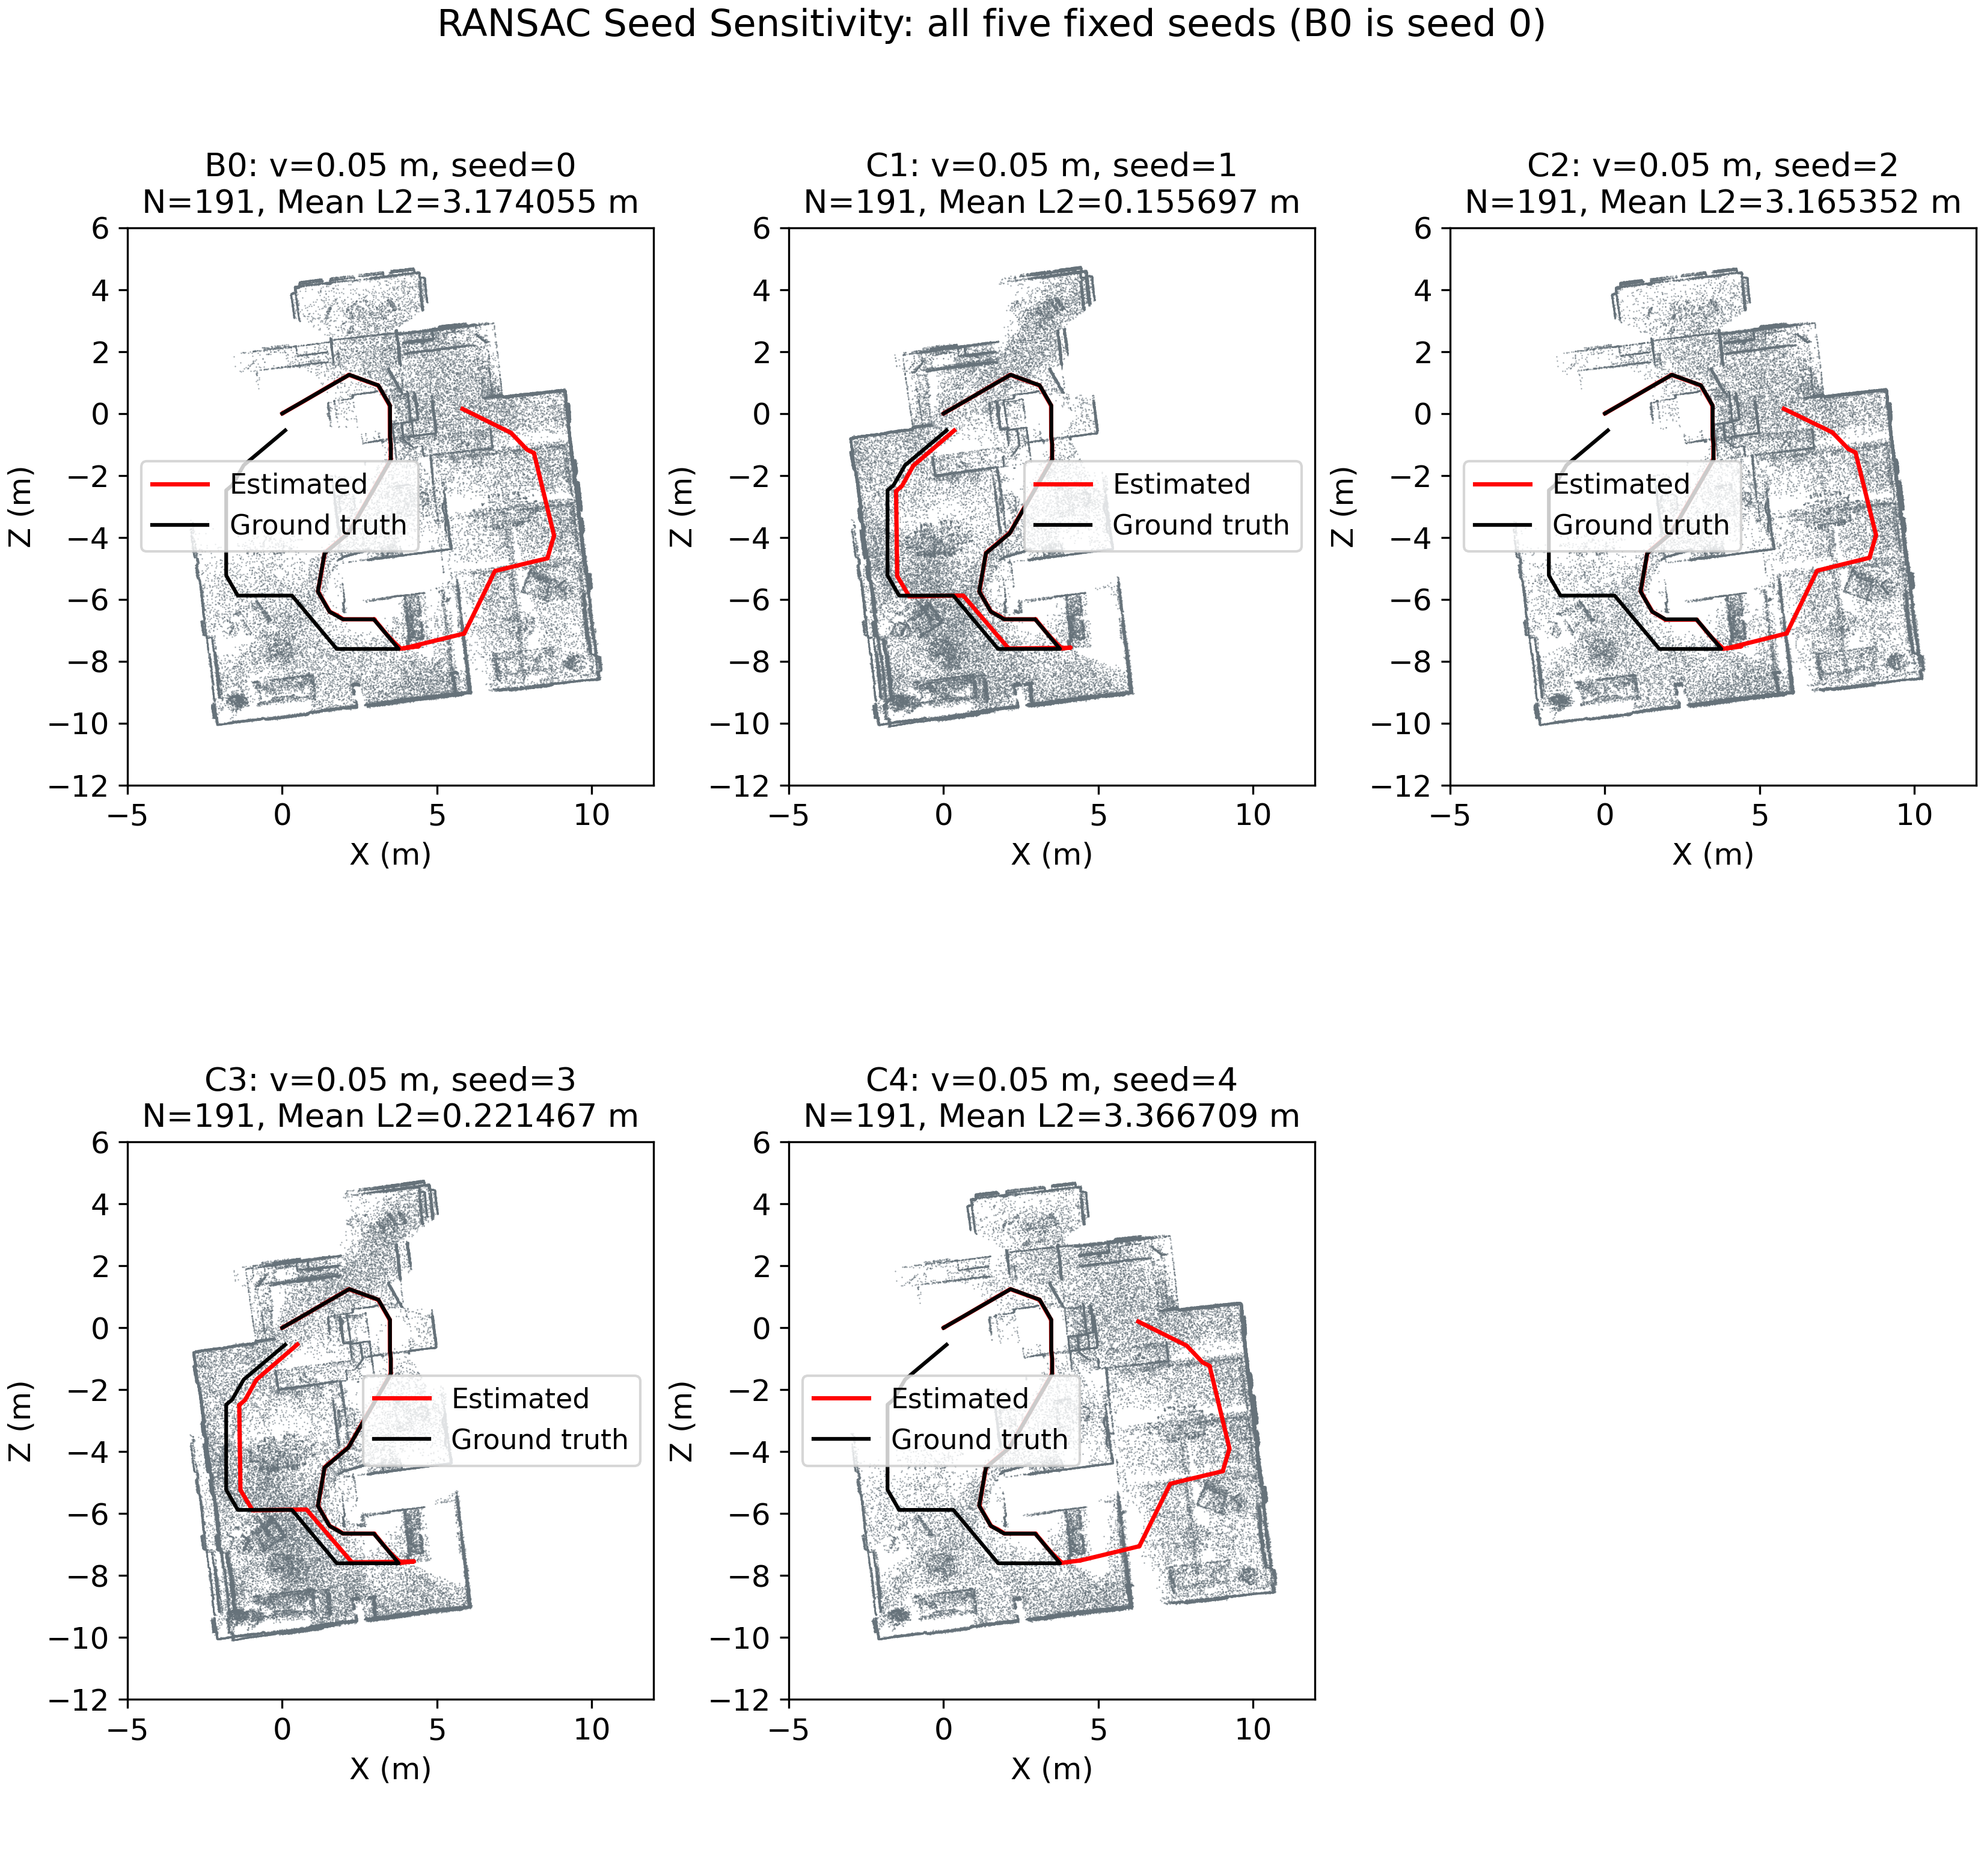 RANSAC Seed Sensitivity: all five fixed seeds (B0 is seed 0)
B0: v=0.05 m, seed=0
N=191, Mean L2=3.174055 m
6
4
2
0
−2
−4
−6
−8
−10
−12
−5
0
5
10
Z (m)
X (m)
Estimated
Ground truth
C1: v=0.05 m, seed=1
N=191, Mean L2=0.155697 m
6
4
2
0
−2
−4
−6
−8
−10
−12
−5
0
5
10
Z (m)
X (m)
Estimated
Ground truth
C2: v=0.05 m, seed=2
N=191, Mean L2=3.165352 m
6
4
2
0
−2
−4
−6
−8
−10
−12
−5
0
5
10
Z (m)
X (m)
Estimated
Ground truth
C3: v=0.05 m, seed=3
N=191, Mean L2=0.221467 m
6
4
2
0
−2
−4
−6
−8
−10
−12
−5
0
5
10
Z (m)
X (m)
Estimated
Ground truth
C4: v=0.05 m, seed=4
N=191, Mean L2=3.366709 m
6
4
2
0
−2
−4
−6
−8
−10
−12
−5
0
5
10
Z (m)
X (m)
Estimated
Ground truth